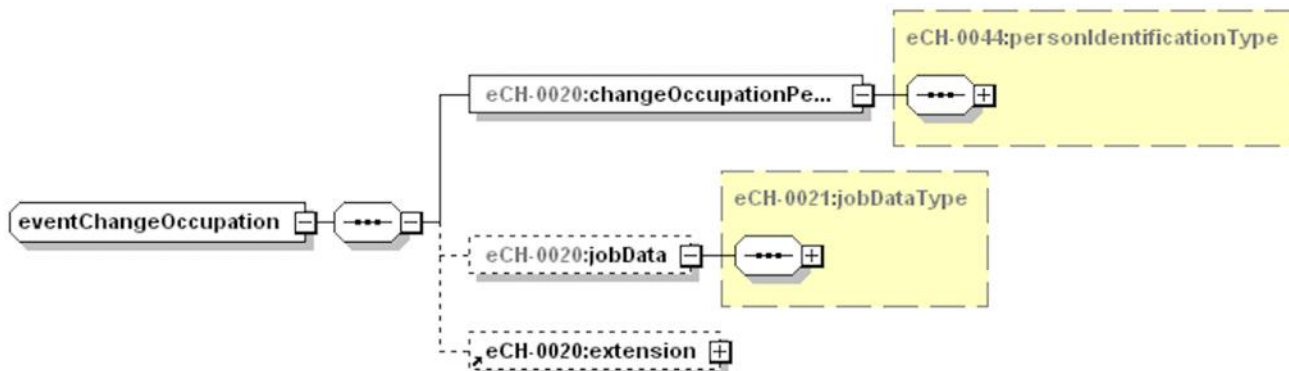 eCH-0044:personIdentificationType
eCH-0020:changeOccupationPe...
eventChangeOccupation
eCH-0021:jobDataType
eCH-0020:jobData
eCH-0020:extension